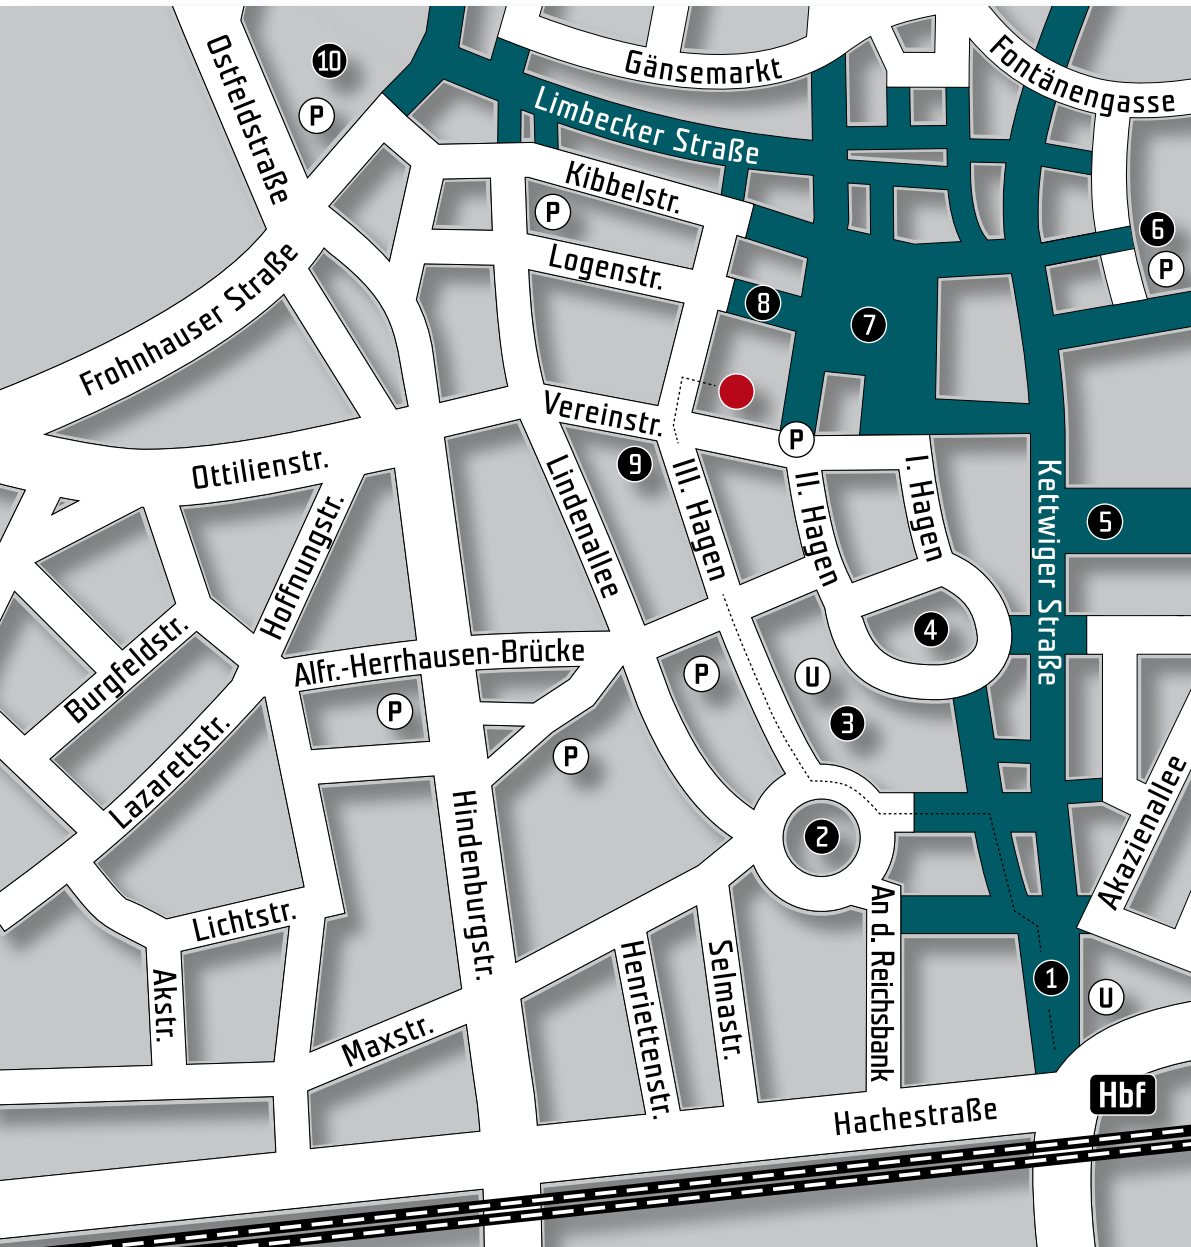 10
Ostfeldstraße
P
Gänsemarkt
Fontänengasse
Limbecker Straße
Kibbelstr.
P
6
P
Logenstr.
Frohnhauser Straße
8
7
Vereinstr.
P
9
Ottilienstr.
Lindenallee
III. Hagen
II. Hagen
I. Hagen
Kettwiger Straße
5
Hoffnungstr.
4
Burgfeldstr.
Alfr.-Herrhausen-Brücke
P
U
P
3
Lazarettstr.
P
2
Hindenburgstr.
Akazienallee
Lichtstr.
An d. Reichsbank
Akstr.
Henriettenstr.
Selmastr.
1
U
Maxstr.
Hbf
Hachestraße